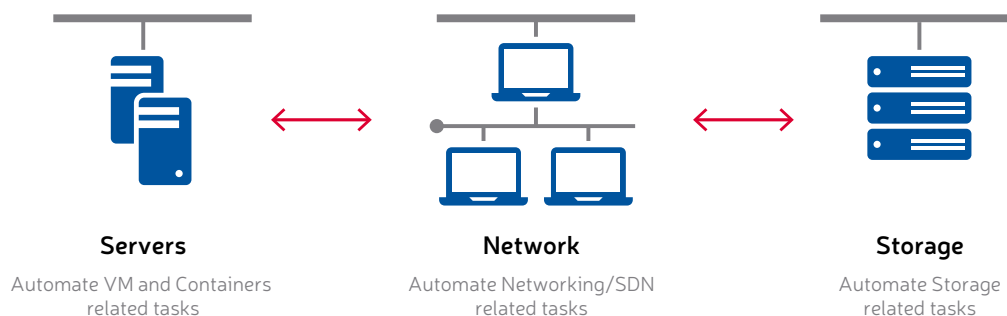 Servers
Automate VM and Containers
related tasks
Network
Automate Networking/SDN
related tasks
Storage
Automate Storage
related tasks